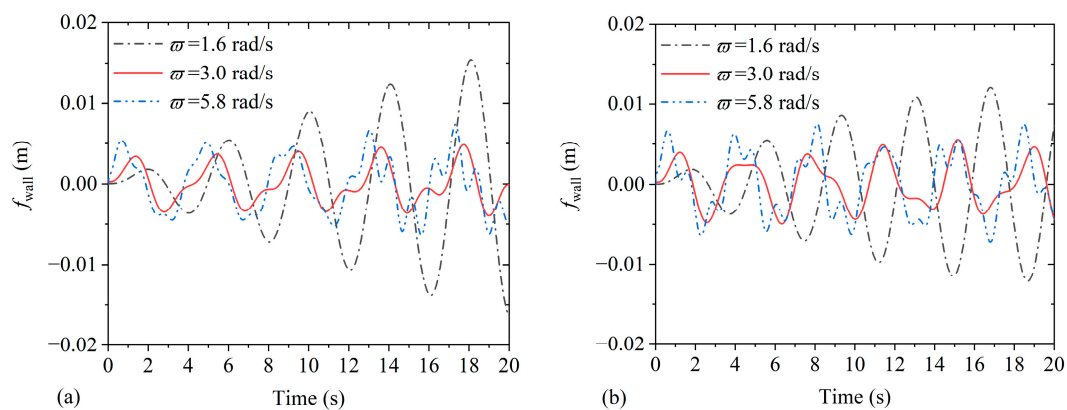 0.02
0.01
0.00
−0.01
−0.02
f wall (m)
ϖ=1.6 rad/s
ϖ=3.0 rad/s
ϖ=5.8 rad/s
0 2 4 6 8 10 12 14 16 18 20
Time (s)
(a)
0.02
0.01
0.00
−0.01
−0.02
f wall (m)
ϖ=1.6 rad/s
ϖ=3.0 rad/s
ϖ=5.8 rad/s
0 2 4 6 8 10 12 14 16 18 20
Time (s)
(b)